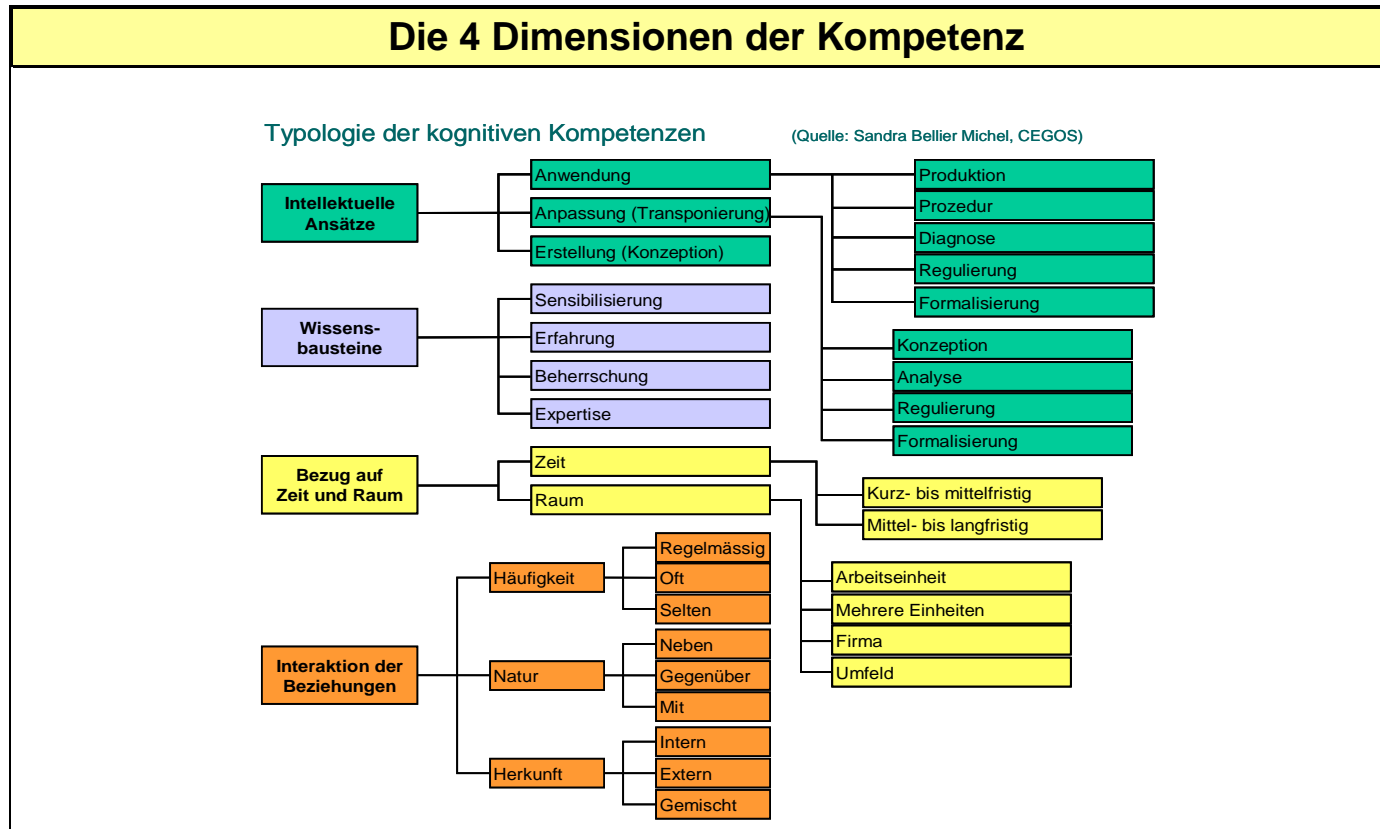 Die 4 Dimensionen der Kompetenz
Typologie der kognitiven Kompetenzen
(Quelle: Sandra Bellier Michel, CEGOS)
Intellektuelle
Ansätze
Anwendung
Anpassung (Transponierung)
Erstellung (Konzeption)
Produktion
Prozedur
Diagnose
Regulierung
Formalisierung
Konzeption
Analyse
Regulierung
Formalisierung
Wissens-
bausteine
Sensibilisierung
Erfahrung
Beherrschung
Expertise
Bezug auf
Zeit und Raum
Zeit
Raum
Kurz- bis mittelfristig
Mittel- bis langfristig
Arbeitseinheit
Mehrere Einheiten
Firma
Umfeld
Interaktion der
Beziehungen
Häufigkeit
Regelmässig
Oft
Selten
Natur
Neben
Gegenüber
Mit
Herkunft
Intern
Extern
Gemischt